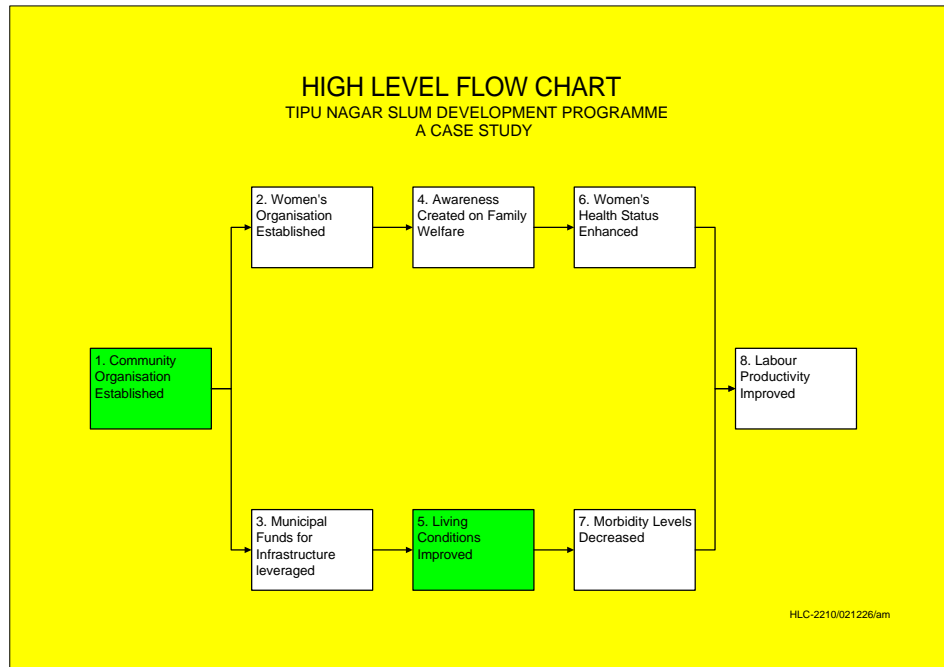 HIGH LEVEL FLOW CHART
TIPU NAGAR SLUM DEVELOPMENT PROGRAMME
A CASE STUDY
2. Women's
Organisation
Established
4. Awareness
Created on Family
Welfare
6. Women's
Health Status
Enhanced
1. Community
Organisation
Established
8. Labour
Productivity
Improved
3. Municipal
Funds for
Infrastructure
leveraged
5. Living
Conditions
Improved
7. Morbidity Levels
Decreased
HLC-2210/021226/am